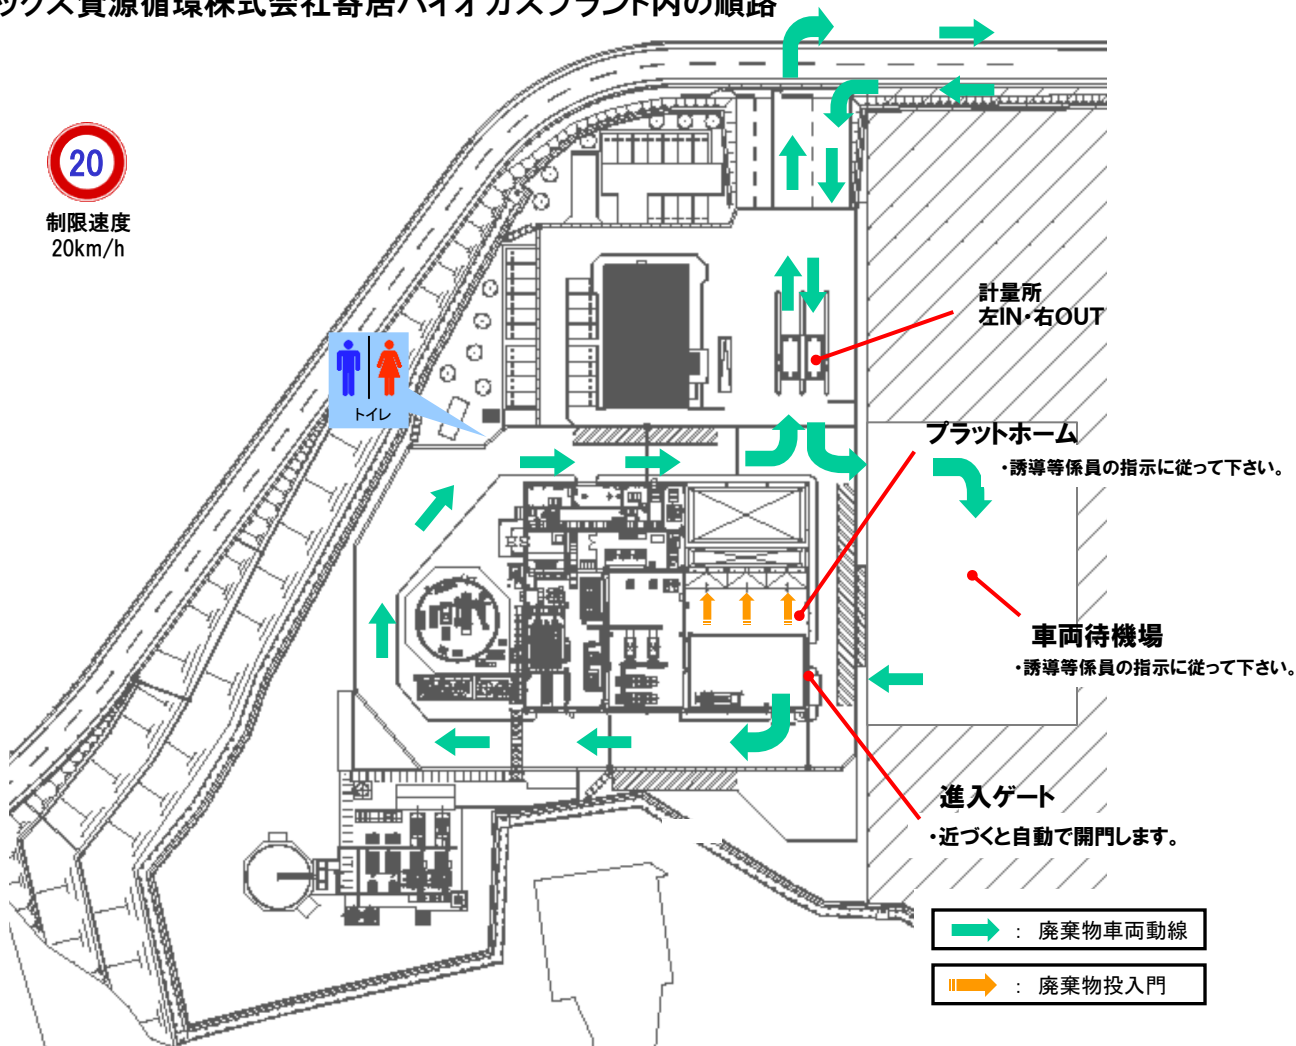 ックス資源循環株式会社寄居バイオガスプラント内の順路
20
制限速度
20km/h
計量所
左IN・右OUT
トイレ
プラットホーム
・誘導等係員の指示に従って下さい。
車両待機場
・誘導等係員の指示に従って下さい。
進入ゲート
・近づくと自動で開門します。
： 廃棄物車両動線
： 廃棄物投入門